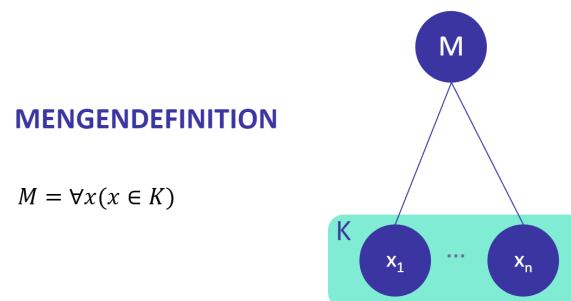 M
MENGENDEFINITION
M = ∀x(x ∈ K)
K
x₁ ... xₙ